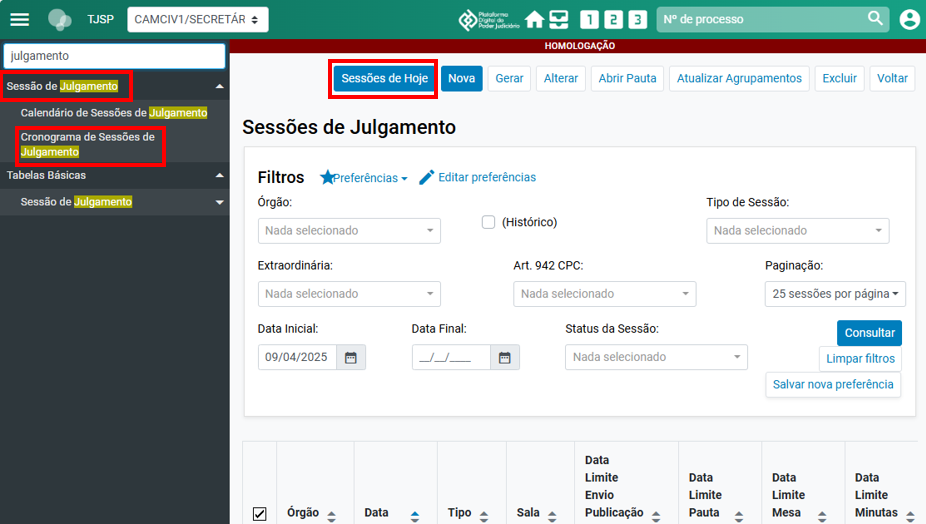 TJSP
CAMCIV1/SECRETÁR
Plataforma
Digital do
Poder Judiciário
1 2 3
Nº de processo
HOMOLOGAÇÃO
julgamento
Sessão de Julgamento
Calendário de Sessões de Julgamento
Cronograma de Sessões de
Julgamento
Tabelas Básicas
Sessão de Julgamento
Sessões de Hoje Nova Gerar Alterar Abrir Pauta Atualizar Agrupamentos Excluir Voltar
Sessões de Julgamento
Filtros Preferências Editar preferências
Órgão: Tipo de Sessão:
Nada selecionado (Histórico) Nada selecionado
Extraordinária: Art. 942 CPC: Paginação:
Nada selecionado Nada selecionado 25 sessões por página
Data Inicial: Data Final: Status da Sessão:
09/04/2025 __/__/____ Nada selecionado
Consultar
Limpar filtros
Salvar nova preferência
Órgão
Data
Tipo
Sala
Data
Limite
Envio
Publicação
Data
Limite
Pauta
Data
Limite
Mesa
Data
Limite
Minutas